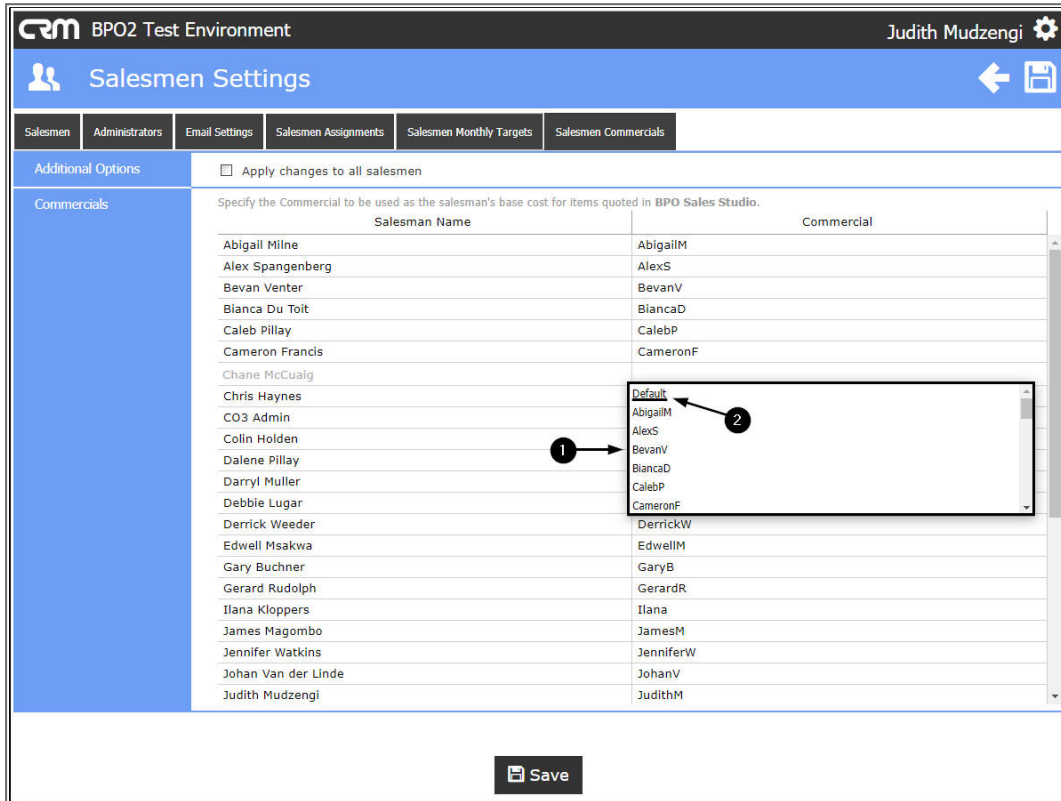 CRM BPO2 Test Environment Judith Mudzengi
Salesmen Settings
Salesmen Administrators Email Settings Salesmen Assignments Salesmen Monthly Targets Salesmen Commercials
Additional Options Apply changes to all salesmen
Commercials Specify the Commercial to be used as the salesman's base cost for items quoted in BPO Sales Studio.
Salesman Name Commercial
Abigail Milne AbigailM
Alex Spangenberg AlexS
Bevan Venter BevanV
Bianca Du Toit BiancaD
Caleb Pillay CalebP
Cameron Francis CameronF
Chane McCuaig
Chris Haynes Default
CO3 Admin AbigailM 2
AlexS
Colin Holden 1 BevanV
Dalene Pillay BiancaD
Darryl Muller CalebP
Debbie Lugar CameronF
Derrick Weeder DerrickW
Edwell Msakwa EdwellM
Gary Buchner GaryB
Gerard Rudolph GerardR
Ilana Kloppers Ilana
James Magombo JamesM
Jennifer Watkins JenniferW
Johan Van der Linde JohanV
Judith Mudzengi JudithM
Save